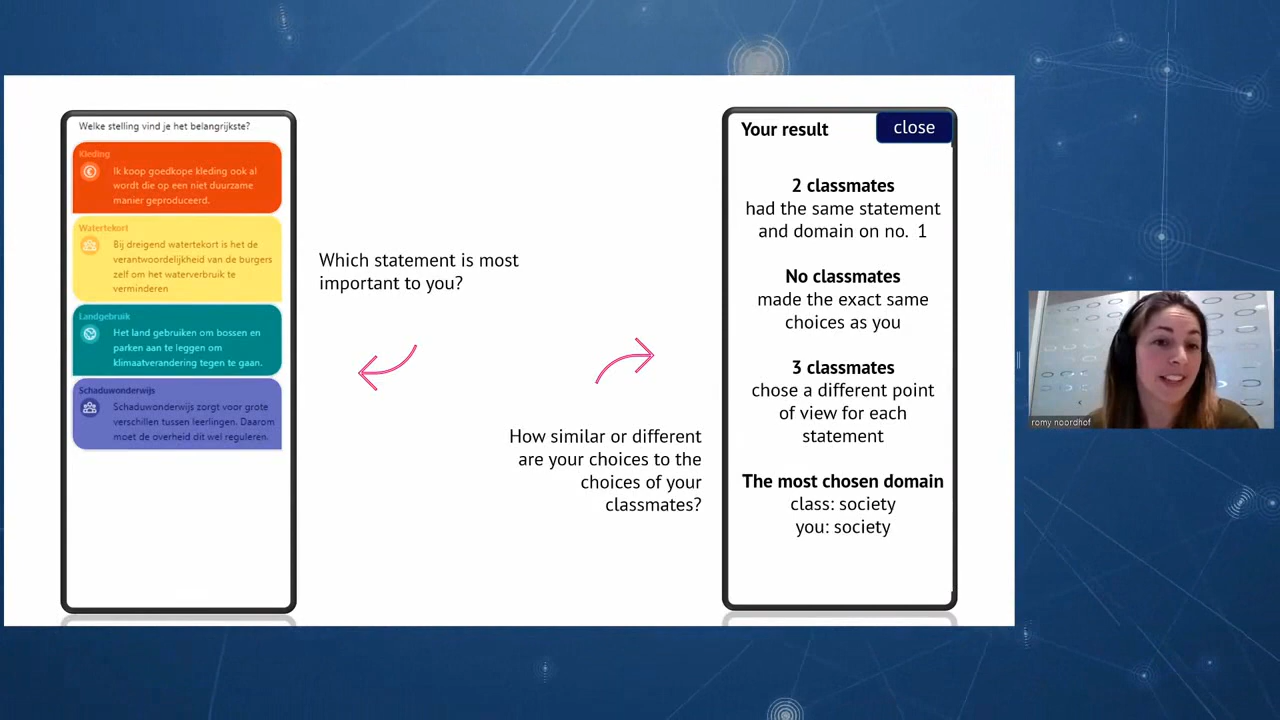 Welke stelling vind je het belangrijkste?
Kleding
Ik koop goedkope kleding ook al
wordt die op een niet duurzame
manier geproduceerd.
Watertekort
Bij dreigend watertekort is het de
verantwoordelijkheid van de burgers
zelf om het waterverbruik te
verminderen
Landgebruik
Het land gebruiken om bossen en
parken aan te leggen om
klimaatverandering tegen te gaan.
Schaduwonderwijs
Schaduwonderwijs zorgt voor grote
verschillen tussen leerlingen. Daarom
moet de overheid dit wel reguleren.
Which statement is most
important to you?
How similar or different
are your choices to the
choices of your
classmates?
Your result
close
2 classmates
had the same statement
and domain on no. 1
No classmates
made the exact same
choices as you
3 classmates
chose a different point
of view for each
statement
The most chosen domain
class: society
you: society
romy noordhof